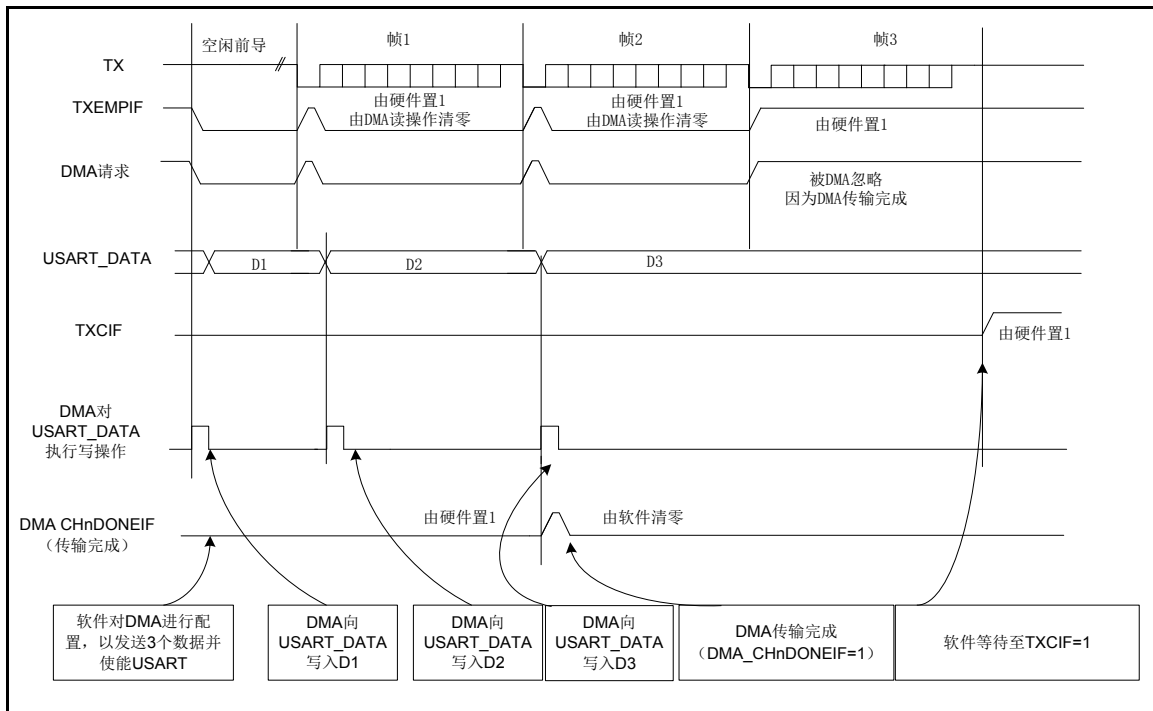 空闲前导
帧1
帧2
帧3
TX
TXEMPIF
由硬件置1
由DMA读操作清零
由硬件置1
由DMA读操作清零
由硬件置1
DMA请求
被DMA忽略
因为DMA传输完成
USART_DATA
D1
D2
D3
TXCIF
由硬件置1
DMA对
USART_DATA
执行写操作
DMA CHnDONEIF
（传输完成）
由硬件置1
由软件清零
软件对DMA进行配
置，以发送3个数据并
使能USART
DMA向
USART_DATA
写入D1
DMA向
USART_DATA
写入D2
DMA向
USART_DATA
写入D3
DMA传输完成
（DMA_CHnDONEIF=1）
软件等待至TXCIF=1